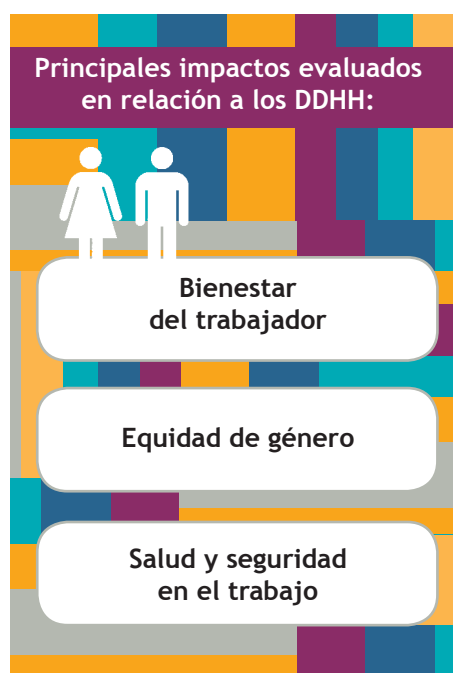 Principales impactos evaluados
en relación a los DDHH:
Bienestar
del trabajador
Equidad de género
Salud y seguridad
en el trabajo